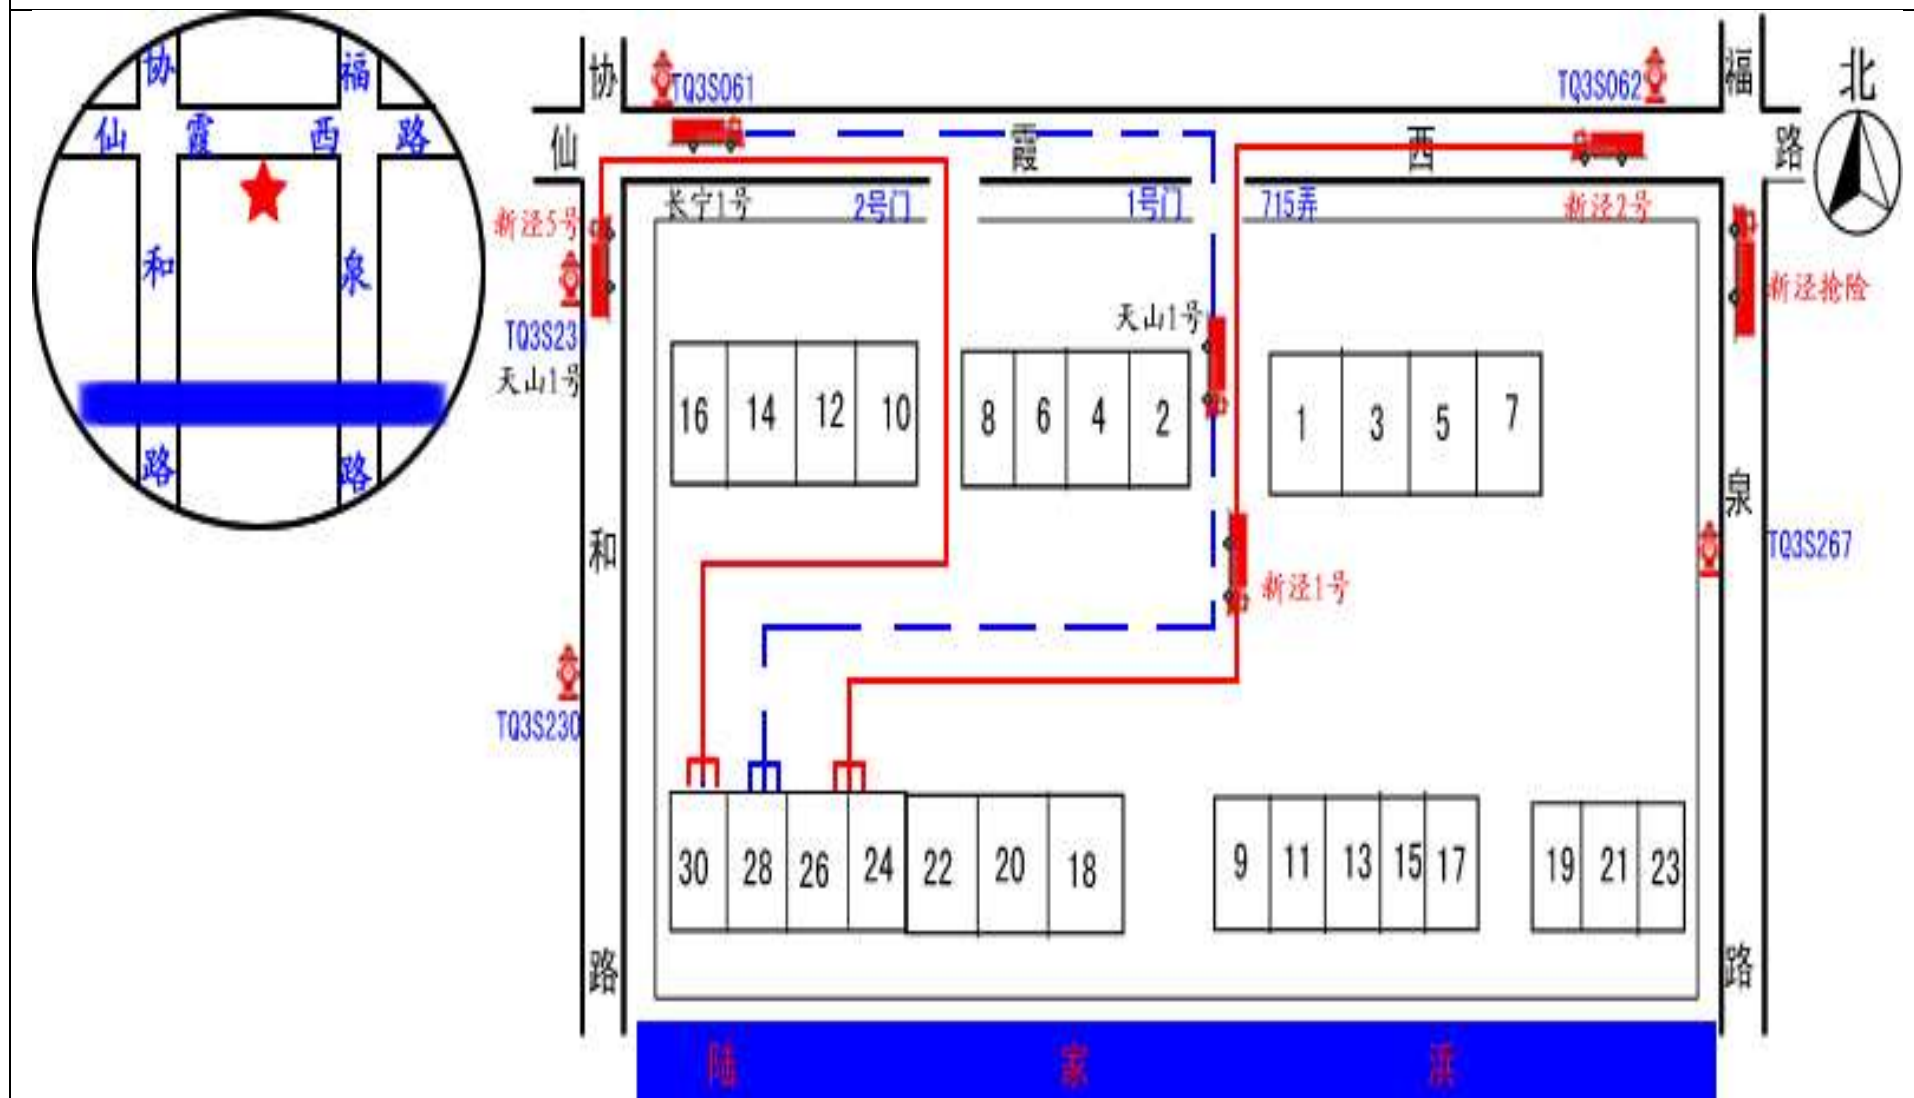 协
福
仙 霞 西 路
和
泉
路
路
协
TQ3S061
TQ3S062
福
北
仙
霞
西
路
长宁1号
2号门
1号门
715弄
新泾2号
新泾5号
新泾抢险
TQ3S23
天山1号
天山1号
16 14 12 10
8 6 4 2
1 3 5 7
和
泉
TQ3S267
新泾1号
TQ3S230
30 28 26 24 22 20 18
9 11 13 15 17
19 21 23
路
路
陆 家 浜